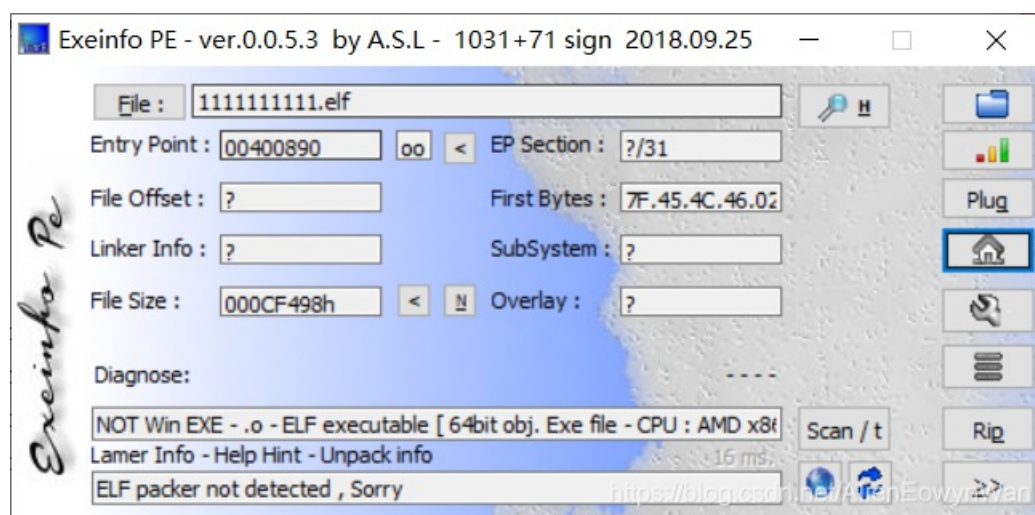 Exeinfo PE - ver.0.0.5.3 by A.S.L - 1031+71 sign 2018.09.25
File : 1111111111.elf H
Entry Point : 00400890 oo < EP Section : ?/31
File Offset : ? First Bytes : 7F.45.4C.46.02 Plug
Linker Info : ? SubSystem : ?
File Size : 000CF498h < N Overlay : ?
Exeinfo Pe
Diagnose: - - - -
NOT Win EXE - .o - ELF executable [ 64bit obj. Exe file - CPU : AMD x86 Scan / t Rip
Lamer Info - Help Hint - Unpack info 16 ms.
ELF packer not detected , Sorry >>